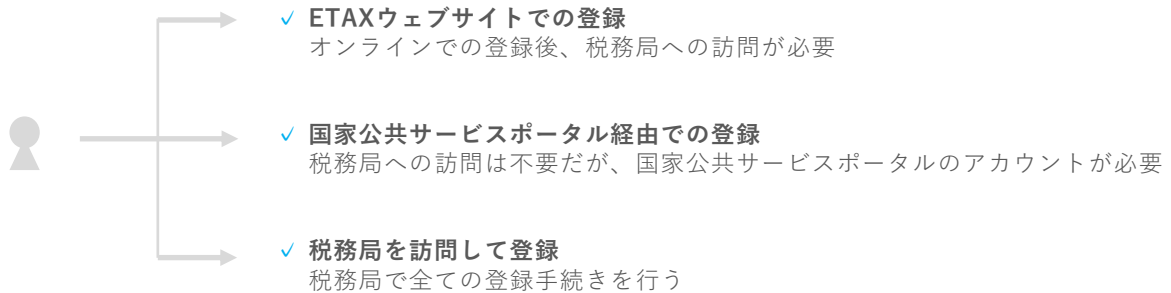 ETAXウェブサイトでの登録
オンラインでの登録後、税務局への訪問が必要
国家公共サービスポータル経由での登録
税務局への訪問は不要だが、国家公共サービスポータルのアカウントが必要
税務局を訪問して登録
税務局で全ての登録手続きを行う